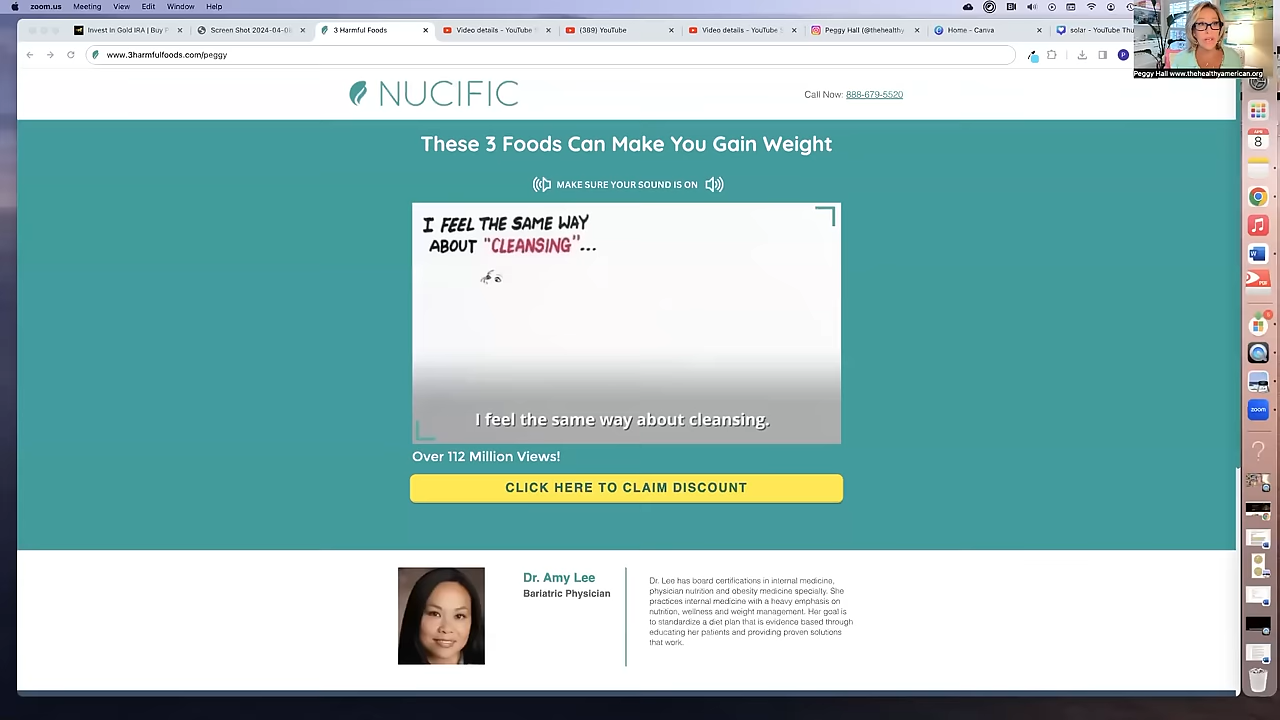 zoom.us Meeting View Edit Window Help
Invest in Gold IRA | Buy P
Screen Shot 2024-04-0
3 Harmful Foods
Video details - YouTube
(389) YouTube
Video details - YouTube
Peggy Hall (@thehealthy
Home - Canva
solar - YouTube Thu
www.3harmfulfoods.com/peggy
Peggy Hall www.thehealthyamerican.org
NUCIFIC
Call Now: 888-679-5520
These 3 Foods Can Make You Gain Weight
MAKE SURE YOUR SOUND IS ON
I FEEL THE SAME WAY
ABOUT "CLEANSING"...
I feel the same way about cleansing.
Over 112 Million Views!
CLICK HERE TO CLAIM DISCOUNT
Dr. Amy Lee
Bariatric Physician
Dr. Lee has board certifications in internal medicine,
physician nutrition and obesity medicine specialty. She
practices internal medicine with a heavy emphasis on
nutrition, wellness and weight management. Her goal is
to standardize a diet plan that is evidence based through
educating her patients and providing proven solutions
that work.
APR
8
PDF
zoom